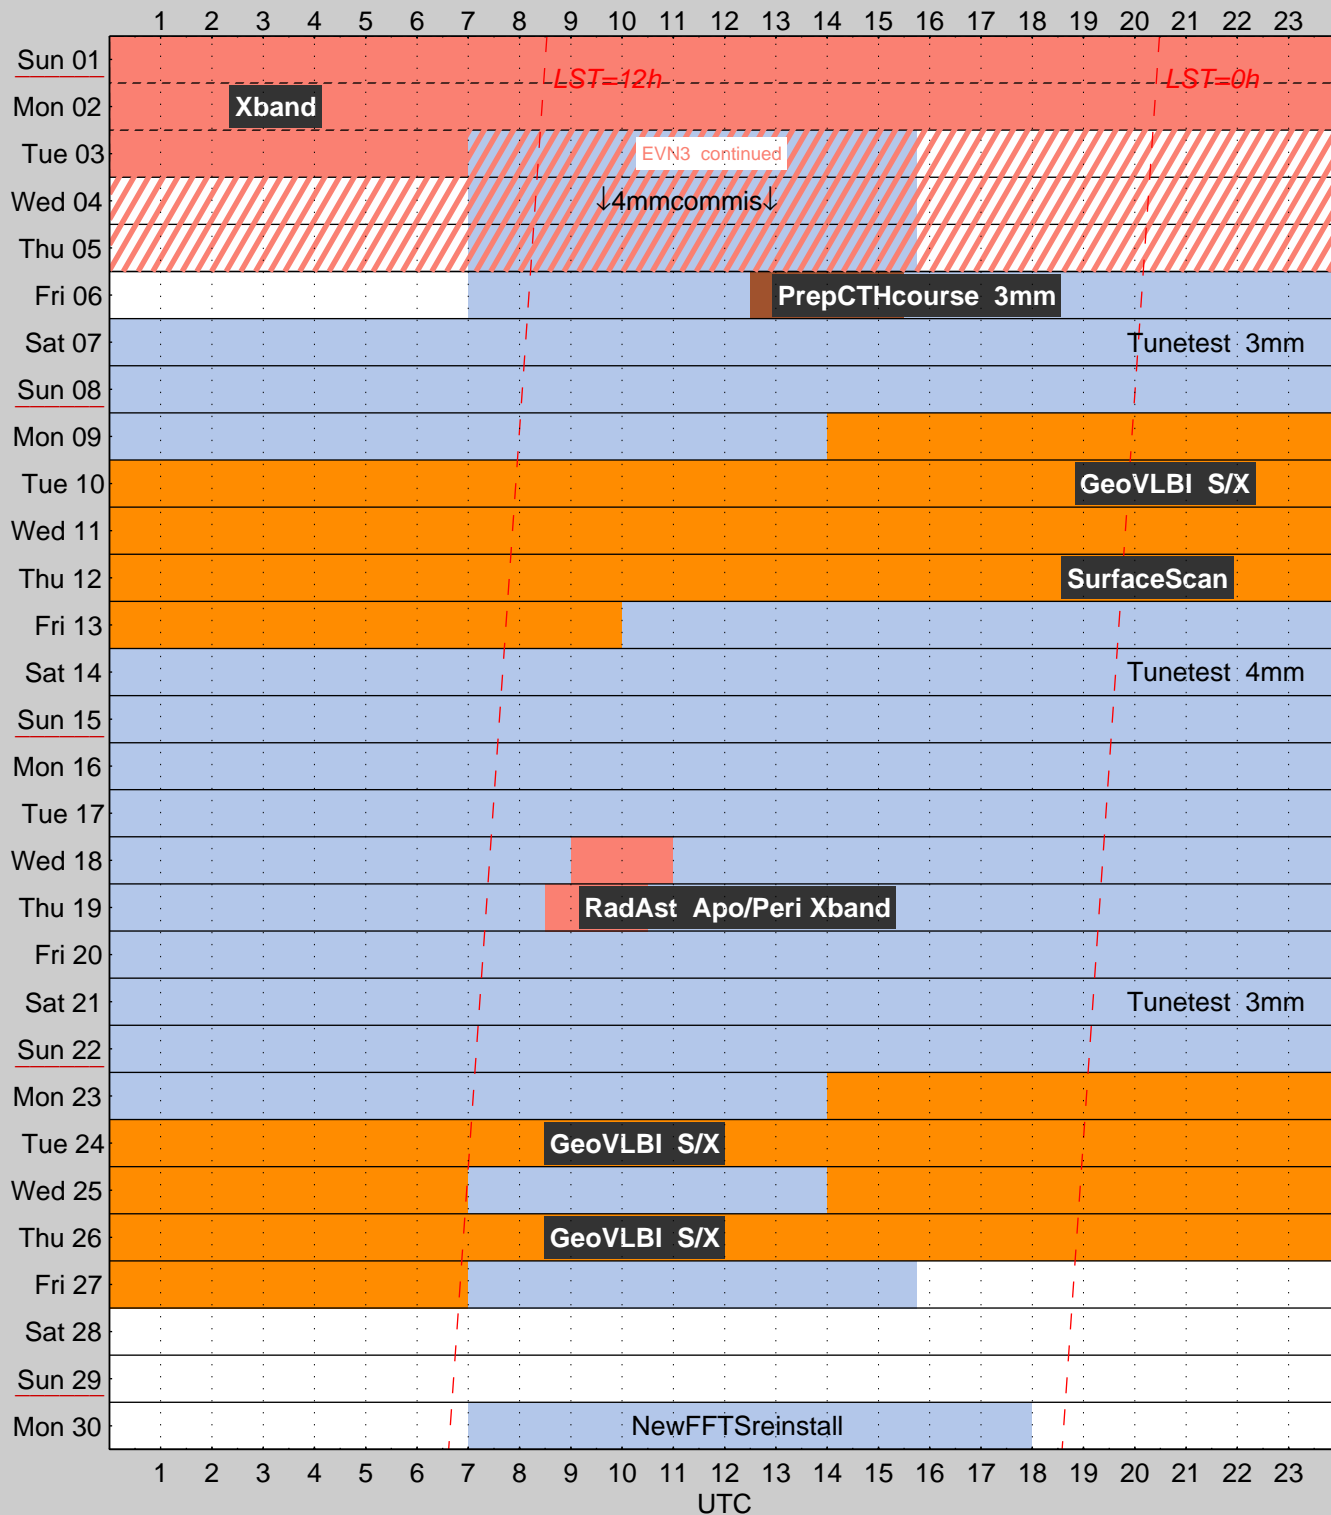 1 2 3 4 5 6 7 8 9 10 11 12 13 14 15 16 17 18 19 20 21 22 23
Sun 01
LST=12h LST=0h
Mon 02 Xband
Tue 03 EVN3 continued
Wed 04 ↓4mmcommis↓
Thu 05
Fri 06 PrepCTHcourse 3mm
Sat 07 Tunetest 3mm
Sun 08
Mon 09
Tue 10 GeoVLBI S/X
Wed 11
Thu 12 SurfaceScan
Fri 13
Sat 14 Tunetest 4mm
Sun 15
Mon 16
Tue 17
Wed 18
Thu 19 RadAst Apo/Peri Xband
Fri 20
Sat 21 Tunetest 3mm
Sun 22
Mon 23
Tue 24 GeoVLBI S/X
Wed 25
Thu 26 GeoVLBI S/X
Fri 27
Sat 28
Sun 29
Mon 30 NewFFTSreinstall
1 2 3 4 5 6 7 8 9 10 11 12 13 14 15 16 17 18 19 20 21 22 23
UTC